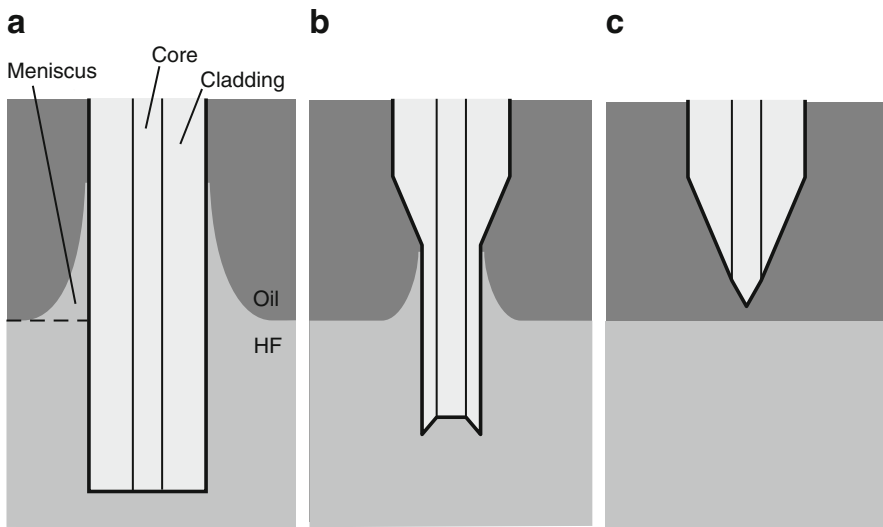 a
b
c
Core
Meniscus
Cladding
Oil
HF